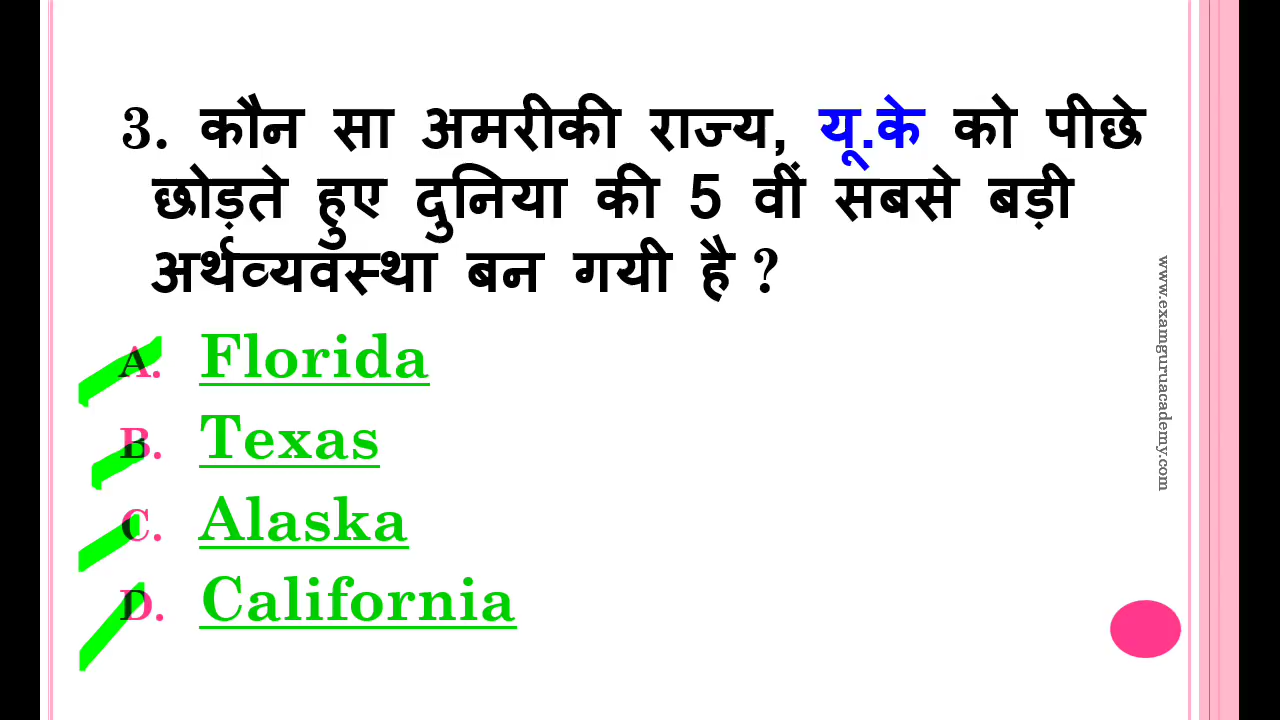 3. कौन सा अमरीकी राज्य, यू.के को पीछे
छोड़ते हुए दुनिया की 5 वीं सबसे बड़ी
अर्थव्यवस्था बन गयी है ?
A. Florida
B. Texas
C. Alaska
D. California
www.examguruacademy.com